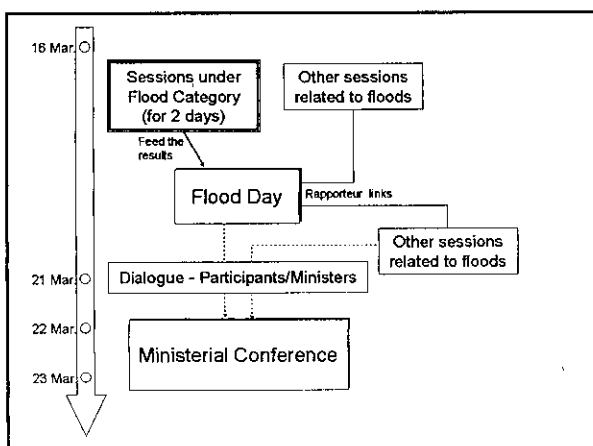 16 Mar.
Sessions under
Flood Category
(for 2 days)
Other sessions
related to floods
Feed the
results
Flood Day
Rapporteur links
Other sessions
related to floods
21 Mar.
Dialogue - Participants/Ministers
22 Mar.
Ministerial Conference
23 Mar.